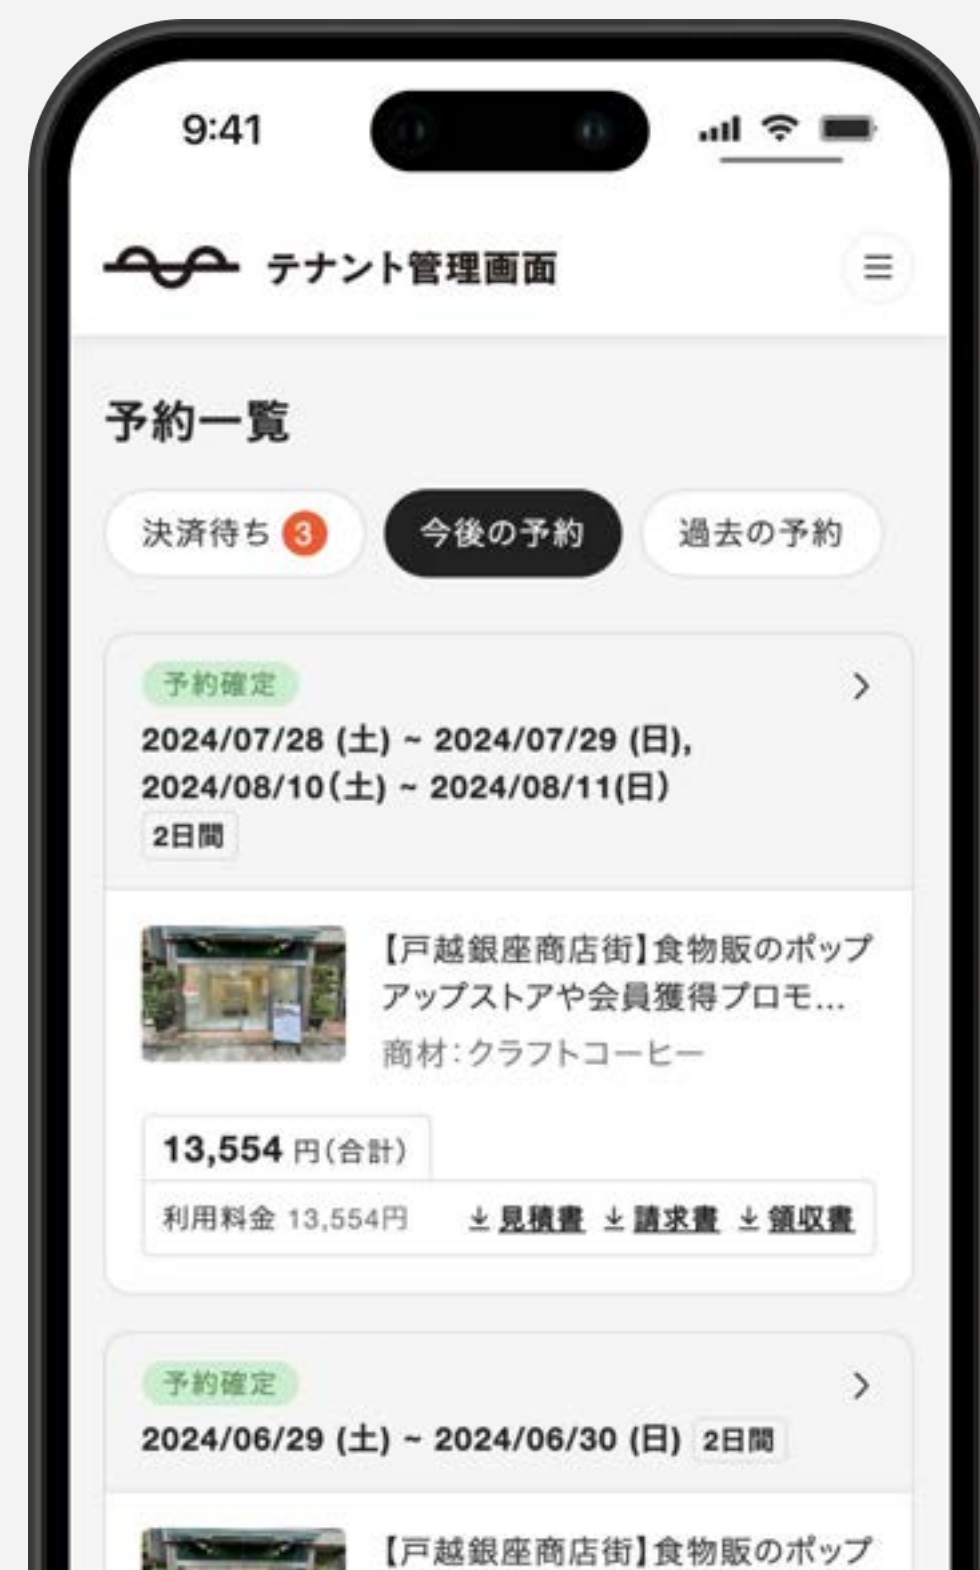 9:41
テナント管理画面
予約一覧
決済待ち 3
今後の予約
過去の予約
予約確定
2024/07/28 (土) ~ 2024/07/29 (日),
2024/08/10(土) ~ 2024/08/11(日)
2日間
【戸越銀座商店街】食物販のポップ
アップストアや会員獲得プロモ...
商材:クラフトコーヒー
13,554 円(合計)
利用料金 13,554円 見積書 請求書 領収書
予約確定
2024/06/29 (土) ~ 2024/06/30 (日) 2日間
【戸越銀座商店街】食物販のポップ